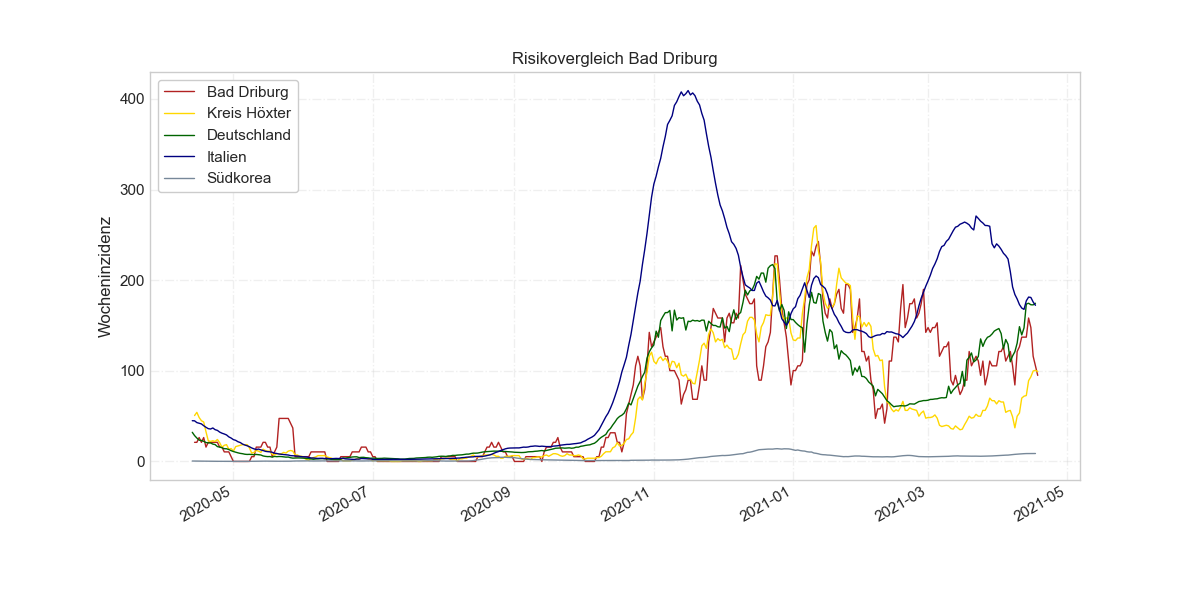 Risikovergleich Bad Driburg
Wocheninzidenz
400
300
200
100
0
Bad Driburg
Kreis Höxter
Deutschland
Italien
Südkorea
2020-05
2020-07
2020-09
2020-11
2021-01
2021-03
2021-05